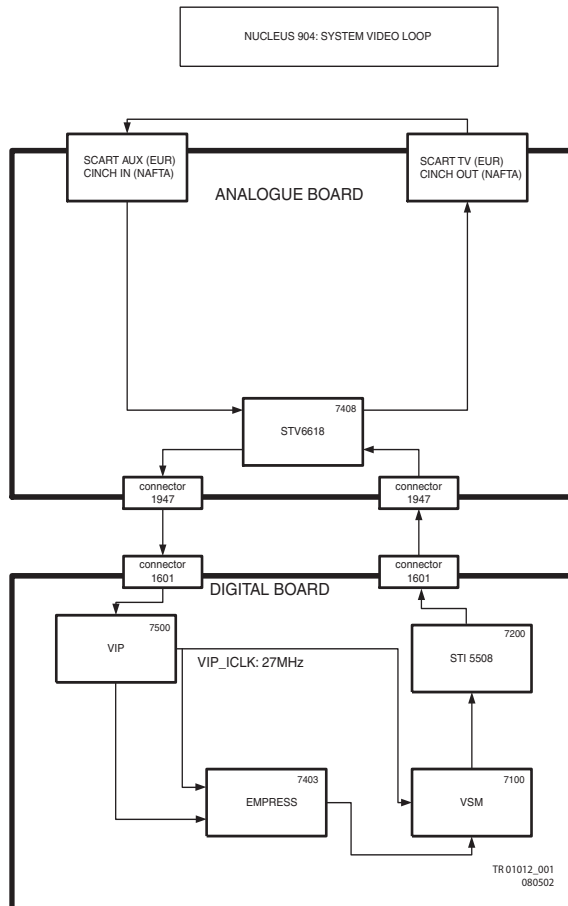 NUCLEUS 904: SYSTEM VIDEO LOOP
SCART AUX (EUR)
CINCH IN (NAFTA)
SCART TV (EUR)
CINCH OUT (NAFTA)
ANALOGUE BOARD
7408
STV6618
connector
1947
connector
1947
connector
1601
connector
1601
DIGITAL BOARD
7500
VIP
7200
STI 5508
VIP_ICLK: 27MHz
7403
EMPRESS
7100
VSM
TR 01012_001
080502